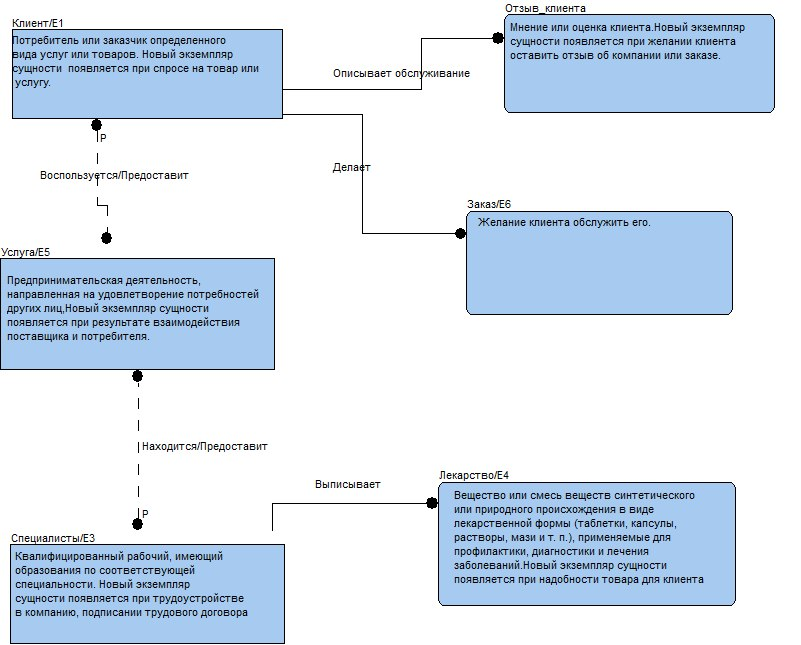 Клиент/E1
Потребитель или заказчик определенного
вида услуг или товаров. Новый экземпляр
сущности появляется при спросе на товар или
услугу.
Отзыв_клиента
Мнение или оценка клиента.Новый экземпляр
сущности появляется при желании клиента
оставить отзыв об компании или заказе.
Описывает обслуживание
P
Воспользуется/Предоставит
Делает
Заказ/E6
Желание клиента обслужить его.
Услуга/E5
Предпринимательская деятельность,
направленная на удовлетворение потребностей
других лиц,Новый экземпляр сущности
появляется при результате взаимодействия
поставщика и потребителя.
Находится/Предоставит
P
Выписывает
Лекарство/E4
Вещество или смесь веществ синтетического
или природного происхождения в виде
лекарственной формы (таблетки, капсулы,
растворы, мази и т. п.), применяемые для
профилактики, диагностики и лечения
заболеваний.Новый экземпляр сущности
появляется при надобности товара для клиента
Специалисты/E3
Квалифицированный рабочий, имеющий
образования по соответствующей
специальности. Новый экземпляр
сущности появляется при трудоустройстве
в компанию, подписании трудового договора